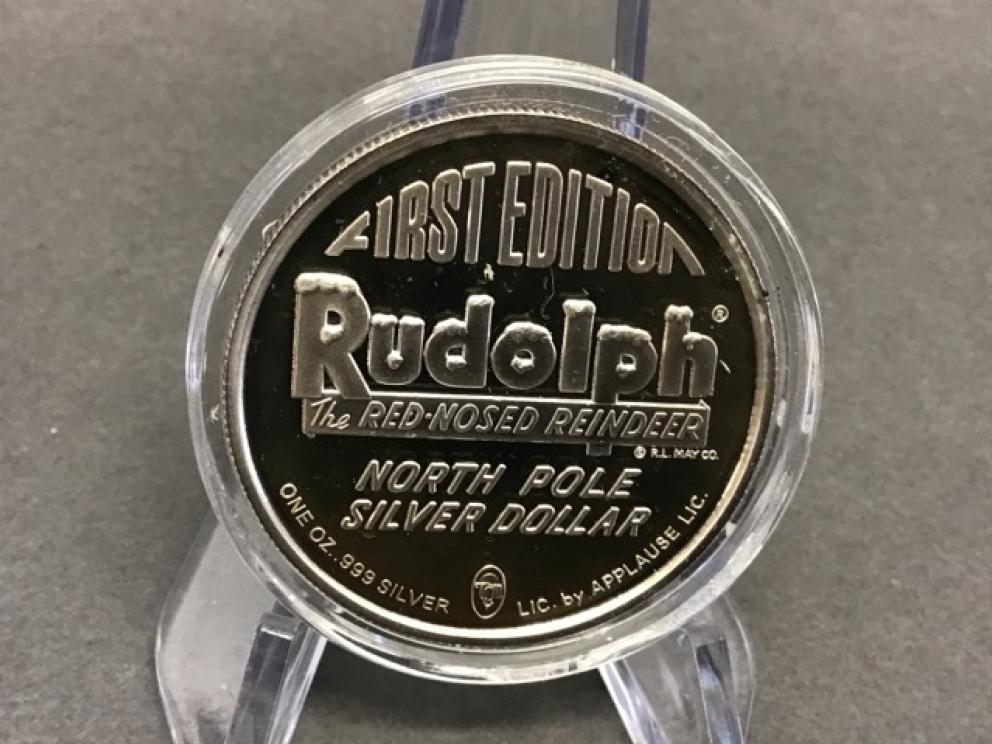 FIRST EDITION
Rudolph ®
The RED-NOSED REINDEER
© R.L. MAY CO.
NORTH POLE
SILVER DOLLAR
ONE OZ. .999 SILVER
LIC. by APPLAUSE LIC.